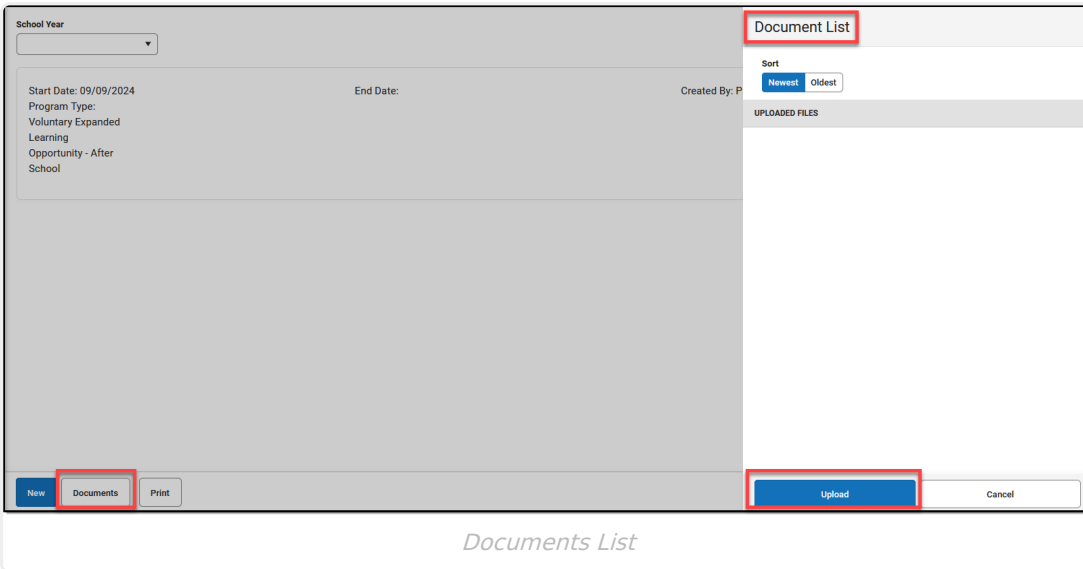 School Year
Start Date: 09/09/2024
Program Type:
Voluntary Expanded
Learning
Opportunity - After
School
End Date:
Created By: P
Document List
Sort
Newest Oldest
UPLOADED FILES
New Documents Print
Upload Cancel
Documents List